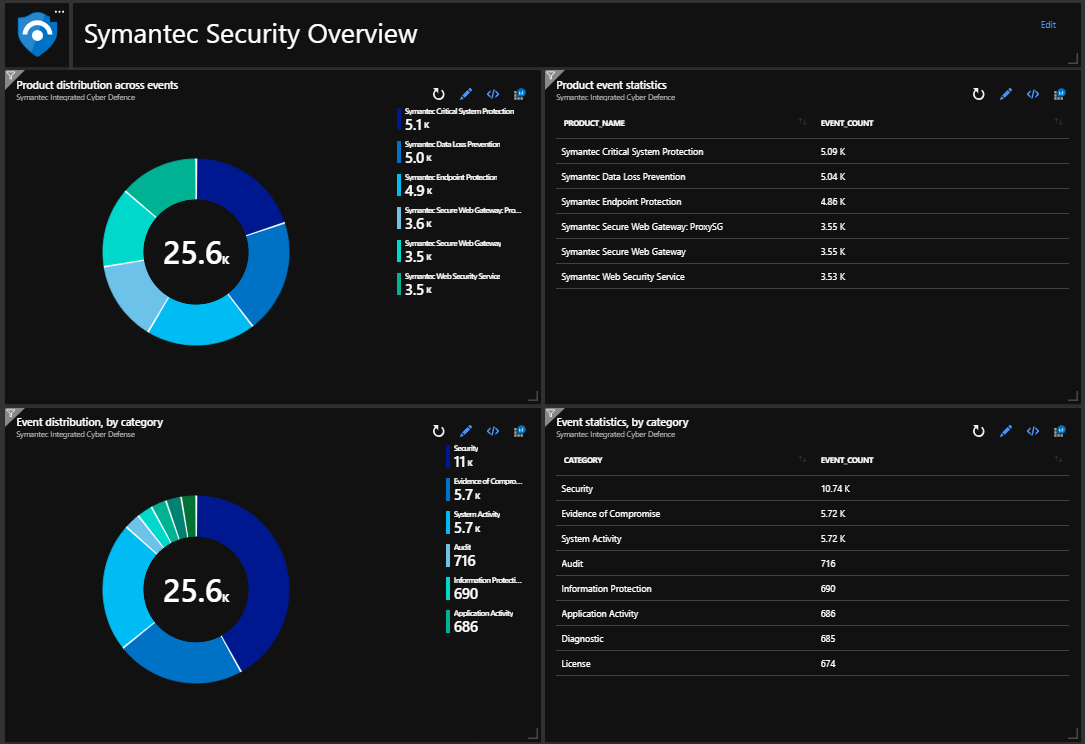 ...
Symantec Security Overview
Edit
Product distribution across events
Symantec Integrated Cyber Defence
Symantec Critical System Protection
5.1 K
Symantec Data Loss Prevention
5.0 K
Symantec Endpoint Protection
4.9 K
Symantec Secure Web Gateway: Pro...
3.6 K
Symantec Secure Web Gateway
3.5 K
Symantec Web Security Service
3.5 K
25.6 K
Product event statistics
Symantec Integrated Cyber Defence
PRODUCT_NAME EVENT_COUNT
Symantec Critical System Protection 5.09 K
Symantec Data Loss Prevention 5.04 K
Symantec Endpoint Protection 4.86 K
Symantec Secure Web Gateway: ProxySG 3.55 K
Symantec Secure Web Gateway 3.55 K
Symantec Web Security Service 3.53 K
Event distribution, by category
Symantec Integrated Cyber Defense
Security
11 K
Evidence of Compro...
5.7 K
System Activity
5.7 K
Audit
716
Information Protecti...
690
Application Activity
686
25.6 K
Event statistics, by category
Symantec Integrated Cyber Defence
CATEGORY EVENT_COUNT
Security 10.74 K
Evidence of Compromise 5.72 K
System Activity 5.72 K
Audit 716
Information Protection 690
Application Activity 686
Diagnostic 685
License 674